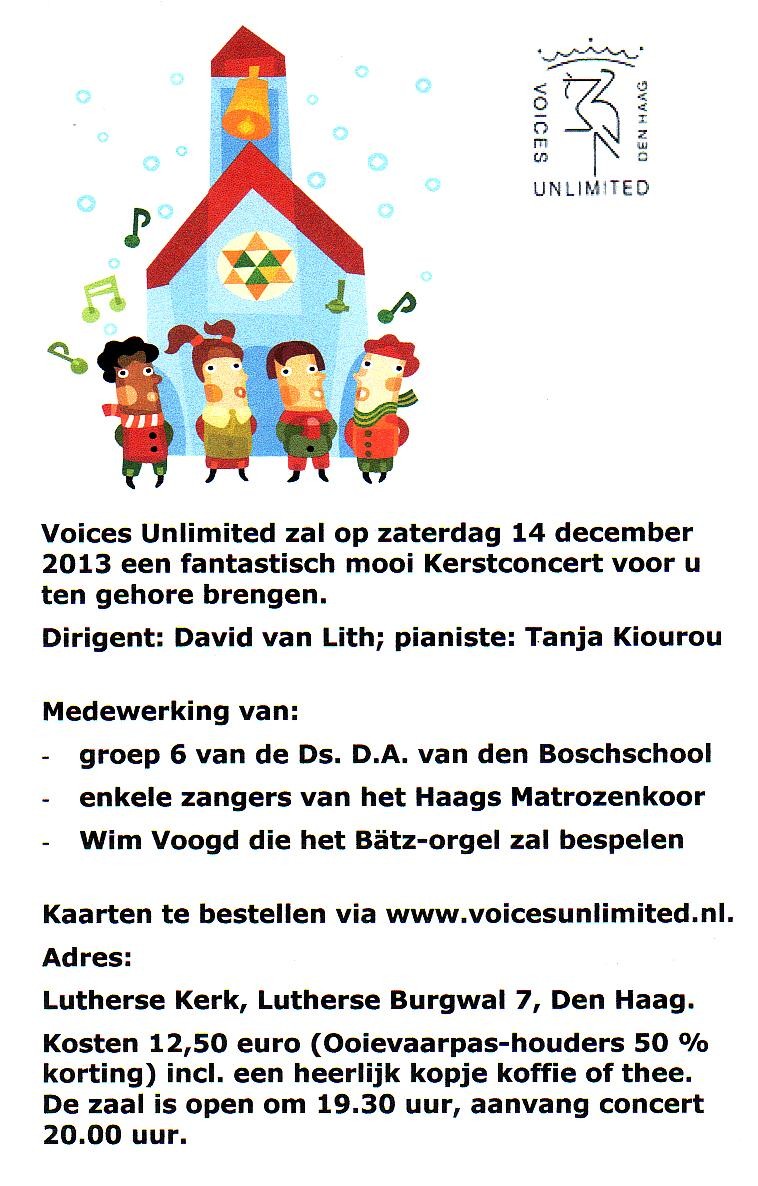 VOICES
DEN HAAG
UNLIMITED
Voices Unlimited zal op zaterdag 14 december
2013 een fantastisch mooi Kerstconcert voor u
ten gehore brengen.
Dirigent: David van Lith; pianiste: Tanja Kiourou
Medewerking van:
- groep 6 van de Ds. D.A. van den Boschschool
- enkele zangers van het Haags Matrozenkoor
- Wim Voogd die het Bätz-orgel zal bespelen
Kaarten te bestellen via www.voicesunlimited.nl.
Adres:
Lutherse Kerk, Lutherse Burgwal 7, Den Haag.
Kosten 12,50 euro (Ooievaarpas-houders 50 %
korting) incl. een heerlijk kopje koffie of thee.
De zaal is open om 19.30 uur, aanvang concert
20.00 uur.